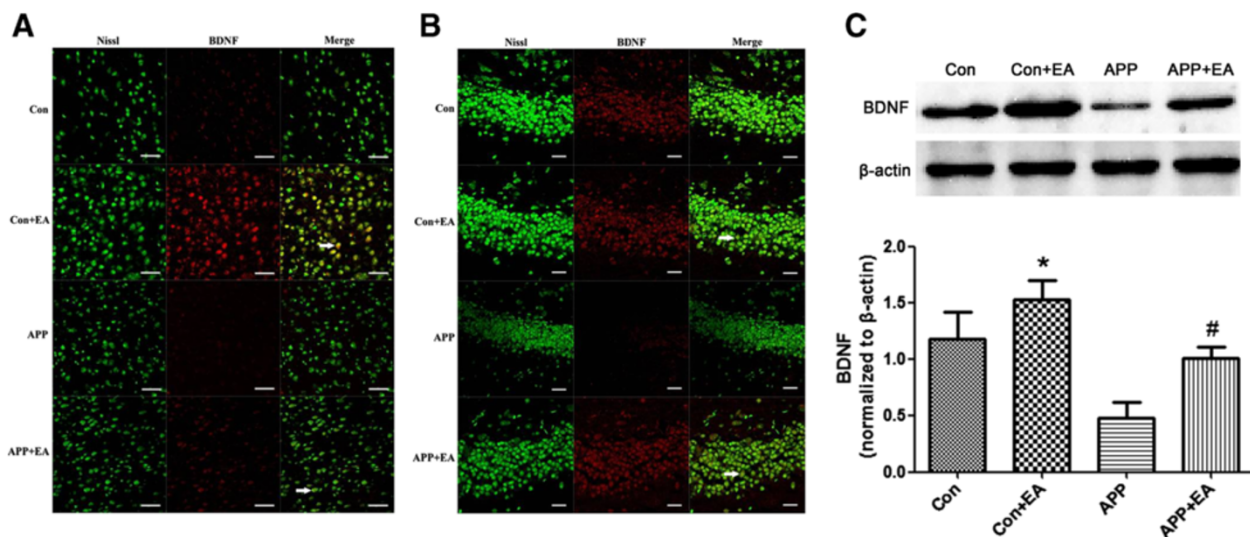 A
Nissl BDNF Merge
Con
Con+EA
APP
APP+EA
B
Nissl BDNF Merge
Con
Con+EA
APP
APP+EA
C
Con Con+EA APP APP+EA
BDNF
β-actin
BDNF
(normalized to β-actin)
2.0
1.5
1.0
0.5
0.0
*
#
Con
Con+EA
APP
APP+EA